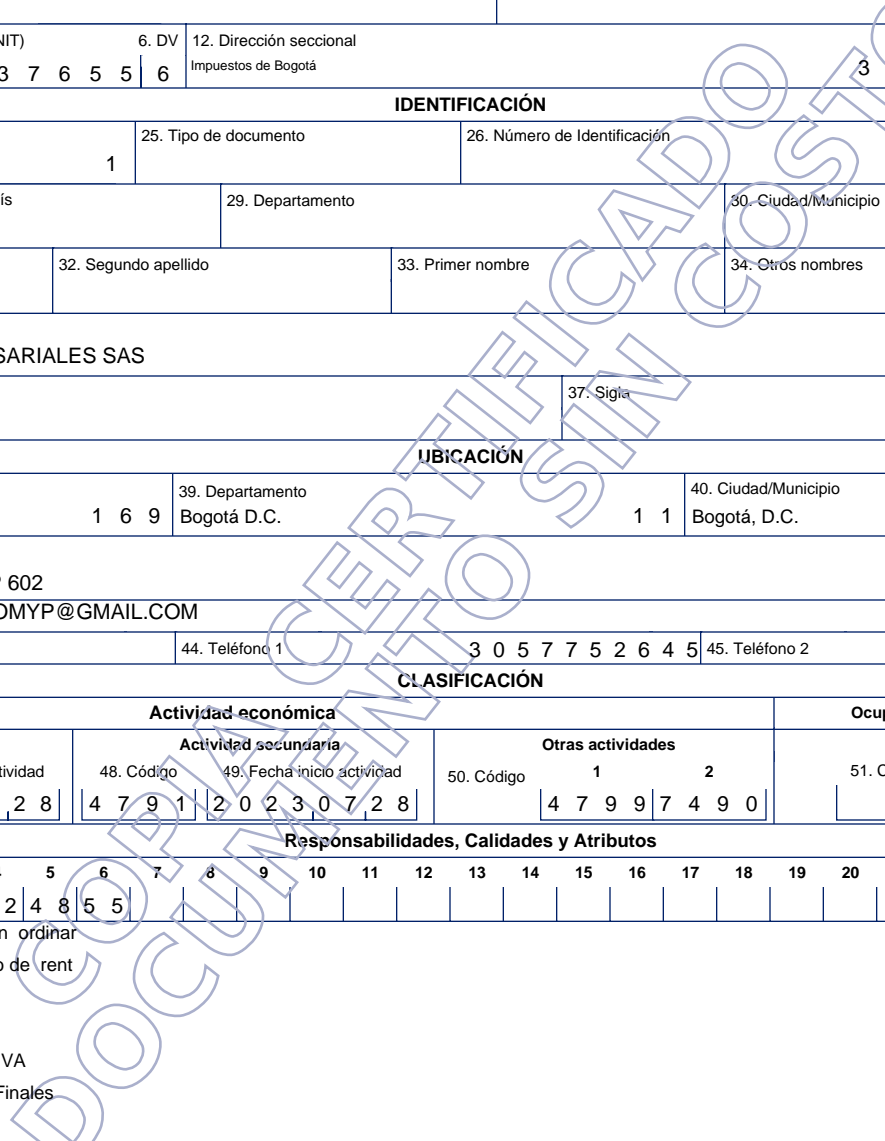 NIT) 6. DV 12. Dirección seccional
3 7 6 5 5 6 Impuestos de Bogotá 3
IDENTIFICACIÓN
25. Tipo de documento 26. Número de Identificación
1
ís 29. Departamento 30. Ciudad/Municipio
32. Segundo apellido 33. Primer nombre 34. Otros nombres
SARIALES SAS
37. Sigla
UBICACIÓN
39. Departamento 40. Ciudad/Municipio
1 6 9 Bogotá D.C. 1 1 Bogotá, D.C.
602
OMYP@GMAIL.COM
44. Teléfono 1 3 0 5 7 7 5 2 6 4 5 45. Teléfono 2
CLASIFICACIÓN
Actividad económica Ocup
Actividad secundaria Otras actividades
tividad 48. Código 49. Fecha inicio actividad 50. Código 1 2 51. C
2 8 4 7 9 1 2 0 2 3 0 7 2 8 4 7 9 9 7 4 9 0
Responsabilidades, Calidades y Atributos
5 6 7 8 9 10 11 12 13 14 15 16 17 18 19 20
2 4 8 5 5
n ordinar
o de rent
VA
Finales
COPIA CERTIFICADO
DOCUMENTO SIN COSTO